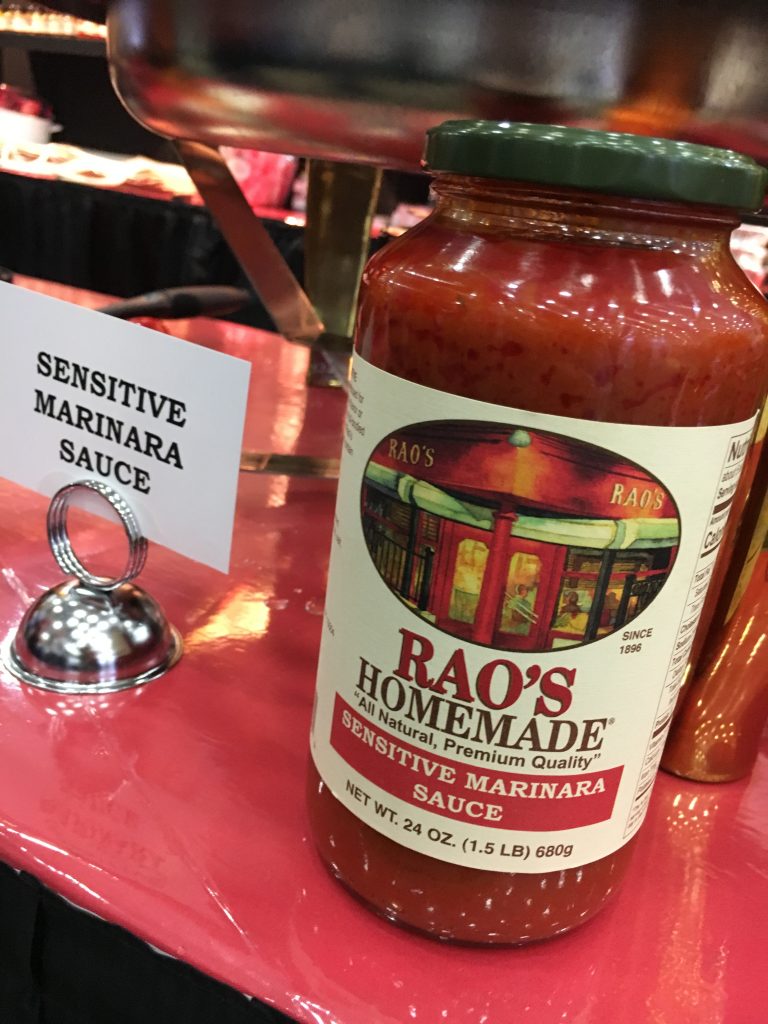 SENSITIVE
MARINARA
SAUCE
RAO'S
RAO'S
SINCE
1896
RAO'S
HOMEMADE®
"All Natural, Premium Quality"
SENSITIVE MARINARA
SAUCE
NET WT. 24 OZ. (1.5 LB) 680g